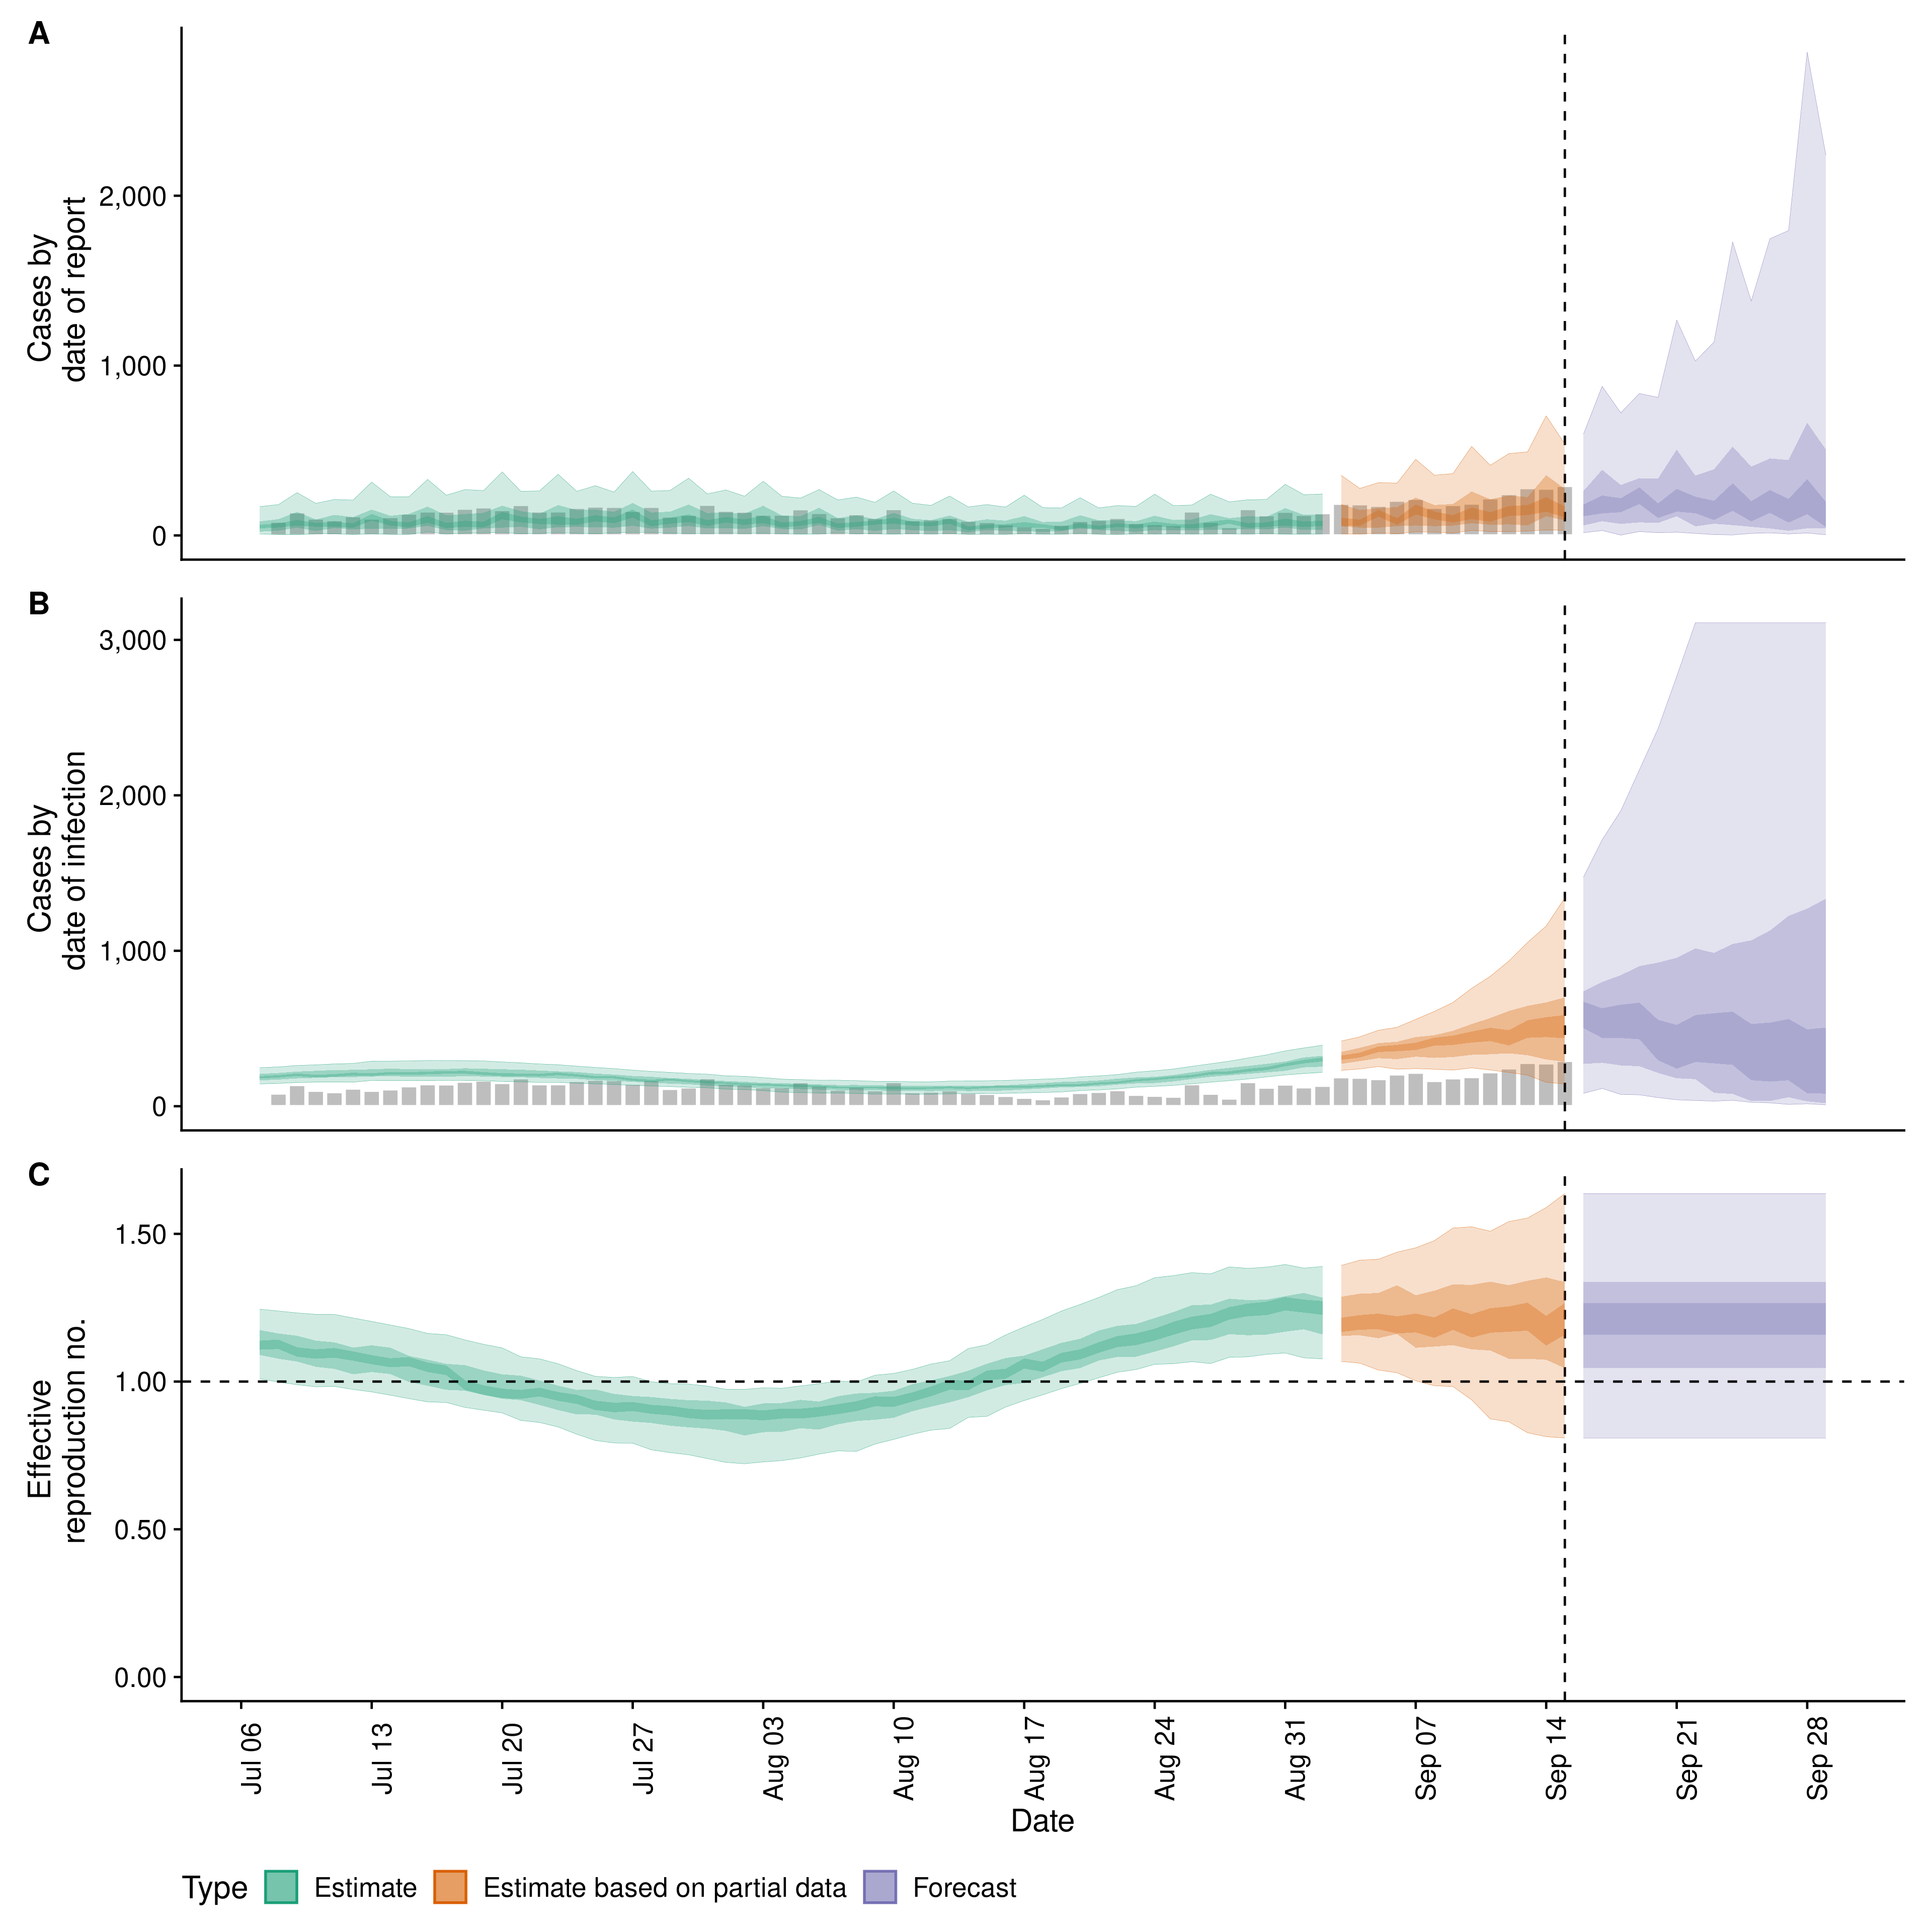 A
Cases by
date of report
2,000
1,000
0
B
Cases by
date of infection
3,000
2,000
1,000
0
C
Effective
reproduction no.
1.50
1.00
0.50
0.00
Jul 06
Jul 13
Jul 20
Jul 27
Aug 03
Aug 10
Aug 17
Aug 24
Aug 31
Sep 07
Sep 14
Sep 21
Sep 28
Date
Type Estimate Estimate based on partial data Forecast